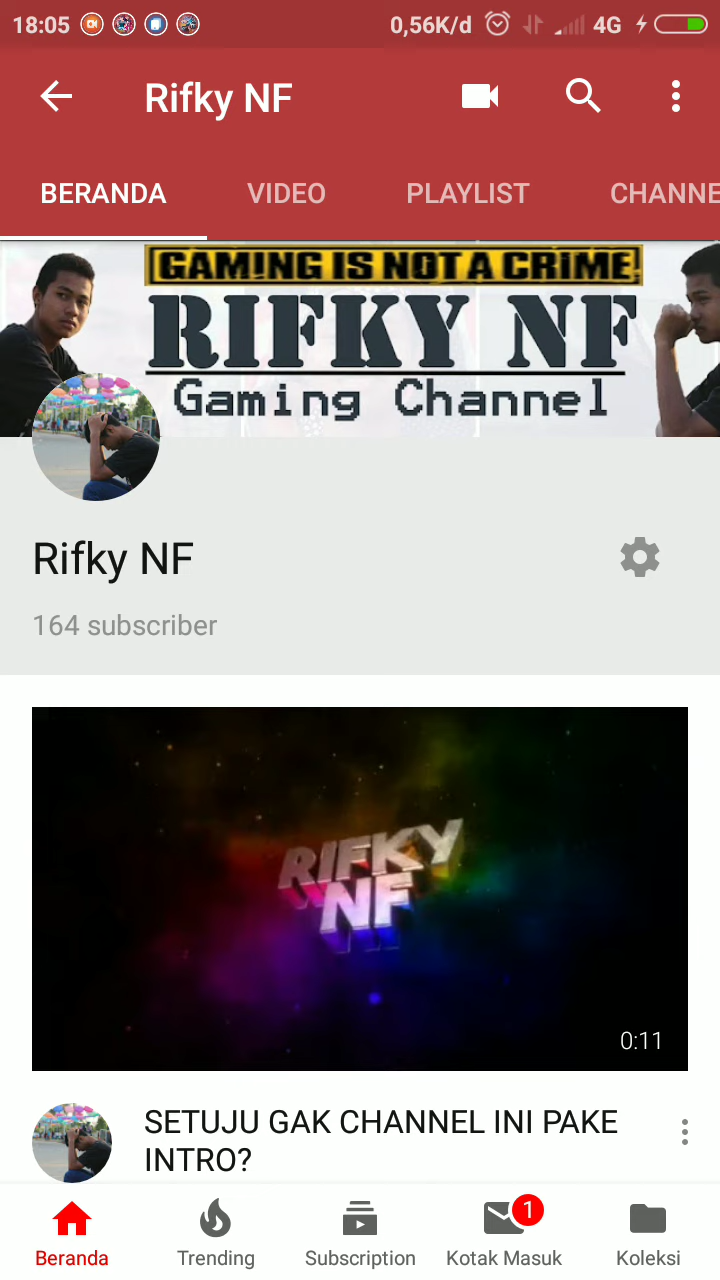 18:05 0,56K/d 4G
Rifky NF
BERANDA VIDEO PLAYLIST CHANNE
GAMING IS NOT A CRIME!
RIFKY NF
Gaming Channel
Rifky NF
164 subscriber
RIFKY
NF
0:11
SETUJU GAK CHANNEL INI PAKE
INTRO?
1
Beranda Trending Subscription Kotak Masuk Koleksi